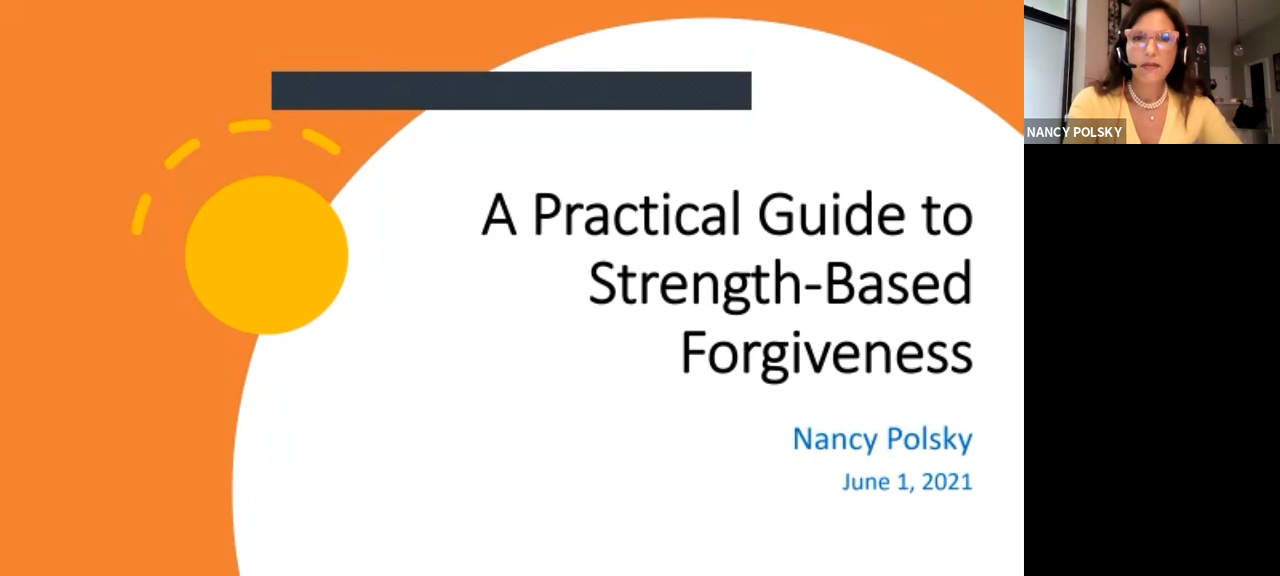 A Practical Guide to
Strength-Based
Forgiveness
Nancy Polsky
June 1, 2021
NANCY POLSKY